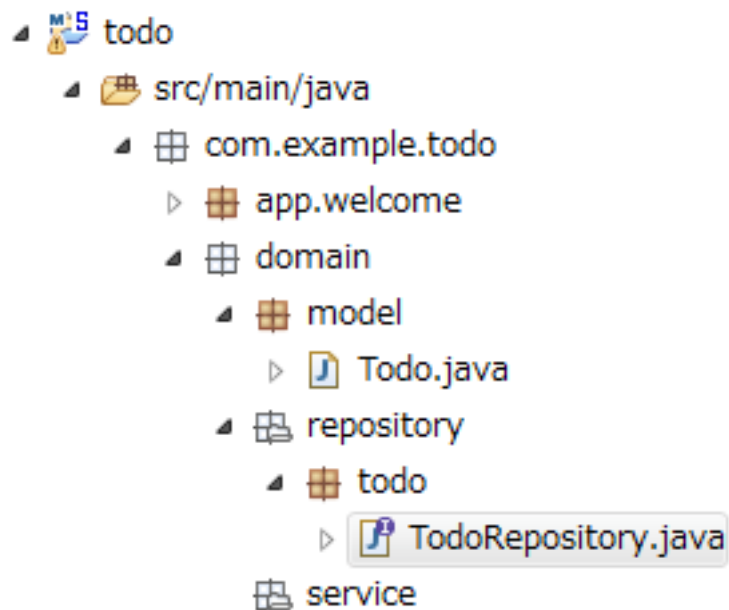 todo
src/main/java
com.example.todo
app.welcome
domain
model
Todo.java
repository
todo
TodoRepository.java
service